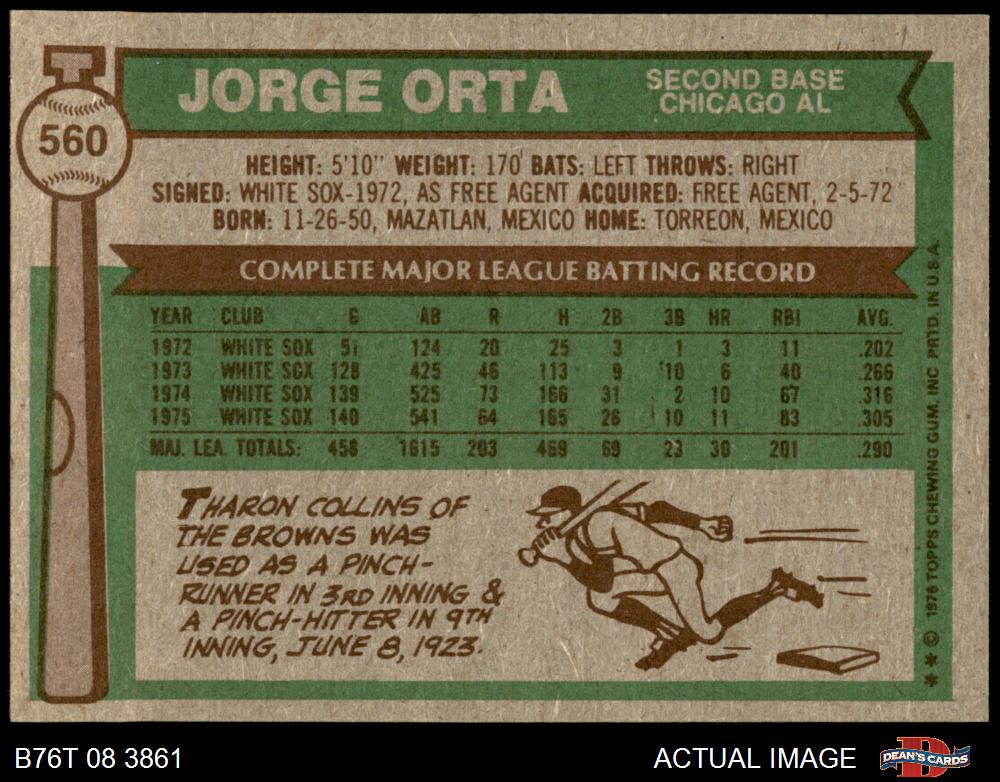 JORGE ORTA
SECOND BASE
CHICAGO AL
560
HEIGHT: 5'10" WEIGHT: 170 BATS: LEFT THROWS: RIGHT
SIGNED: WHITE SOX-1972, AS FREE AGENT ACQUIRED: FREE AGENT, 2-5-72
BORN: 11-26-50, MAZATLAN, MEXICO HOME: TORREON, MEXICO
COMPLETE MAJOR LEAGUE BATTING RECORD
YEAR CLUB G AB R H 2B 3B HR RBI AVG.
1972 WHITE SOX 51 124 20 25 3 1 3 11 .202
1973 WHITE SOX 128 425 46 113 9 10 6 40 .266
1974 WHITE SOX 139 525 73 166 31 2 10 67 .316
1975 WHITE SOX 140 541 64 165 26 10 11 83 .305
MAJ. LEA. TOTALS: 458 1615 203 469 69 23 30 201 .290
THARON COLLINS OF
THE BROWNS WAS
USED AS A PINCH-
RUNNER IN 3RD INNING &
A PINCH-HITTER IN 9TH
INNING, JUNE 8, 1923.
* * © 1976 TOPPS CHEWING GUM, INC PRTD. IN U.S.A.
B76T 08 3861
ACTUAL IMAGE
D
DEAN'S CARDS